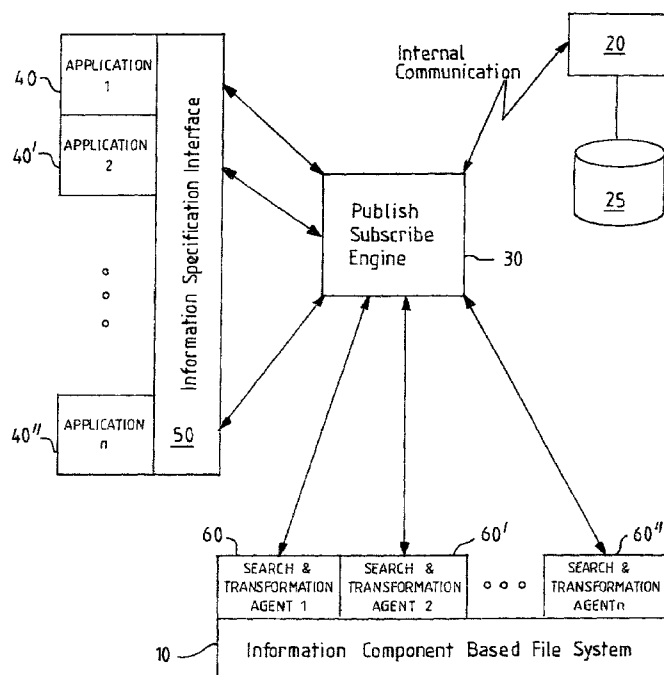 40
APPLICATION
1
40'
APPLICATION
2
40"
APPLICATION
n
Information Specification Interface
50
Internal
Communication
20
25
Publish
Subscribe
Engine
30
60
SEARCH &
TRANSFORMATION
AGENT 1
60'
SEARCH &
TRANSFORMATION
AGENT 2
60"
SEARCH &
TRANSFORMATION
AGENTn
10
Information Component Based File System